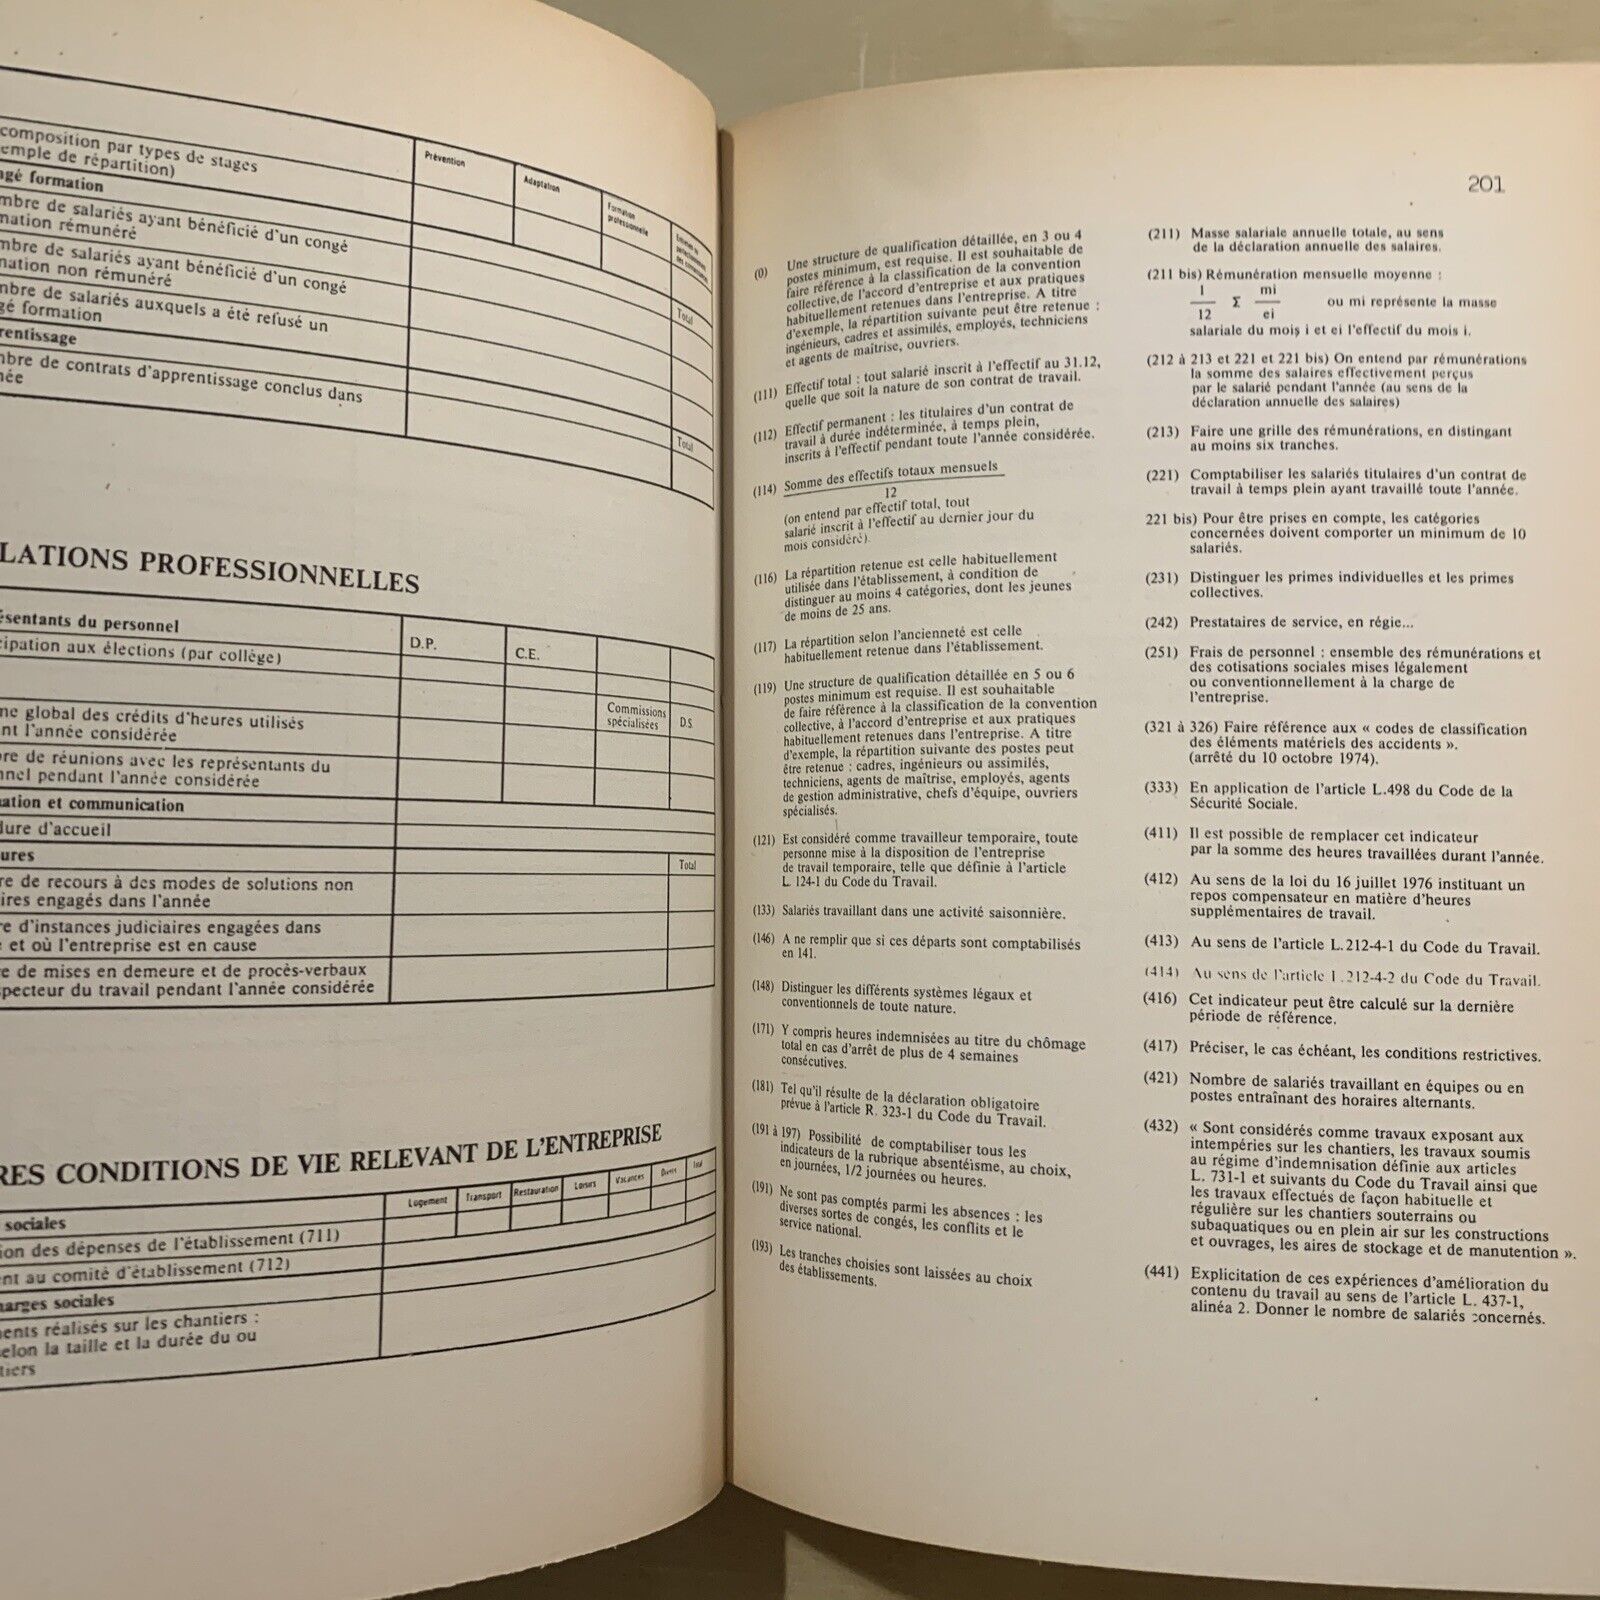 composition par types de stages
emple de répartition)
Prévention
Adaptation
Formation
professionnelle
formation
mbre de salariés ayant bénéficié d'un congé
mation rémunéré
mbre de salariés ayant bénéficié d'un congé
mation non rémunéré
mbre de salariés auxquels a été refusé un
gé formation
Total
rentissage
mbre de contrats d'apprentissage conclus dans
née
Total
LATIONS PROFESSIONNELLES
ésentants du personnel
D.P.
C.E.
cipation aux élections (par collège)
me global des crédits d'heures utilisés
nt l'année considérée
Commissions
spécialisées
D.S.
re de réunions avec les représentants du
nnel pendant l'année considérée
ation et communication
dure d'accueil
ures
Total
re de recours à des modes de solutions non
aires engagés dans l'année
e d'instances judiciaires engagées dans
e et où l'entreprise est en cause
e de mises en demeure et de procès-verbaux
specteur du travail pendant l'année considérée
RES CONDITIONS DE VIE RELEVANT DE L'ENTREPRISE
Logement
Transport
Restauration
Loisirs
Vacances
Divers
Total
sociales
ion des dépenses de l'établissement (711)
nt au comité d'établissement (712)
arges sociales
ments réalisés sur les chantiers :
selon la taille et la durée du ou
tiers
201
(0) Une structure de qualification détaillée, en 3 ou 4
postes minimum, est requise. Il est souhaitable de
faire référence à la classification de la convention
collective, de l'accord d'entreprise et aux pratiques
habituellement retenues dans l'entreprise. A titre
d'exemple, la répartition suivante peut être retenue :
ingénieurs, cadres et assimilés, employés, techniciens
et agents de maîtrise, ouvriers.
(111) Effectif total : tout salarié inscrit à l'effectif au 31.12,
quelle que soit la nature de son contrat de travail.
(112) Effectif permanent : les titulaires d'un contrat de
travail à durée indéterminée, à temps plein,
inscrits à l'effectif pendant toute l'année considérée.
(114) Somme des effectifs totaux mensuels
12
(on entend par effectif total, tout
salarié inscrit à l'effectif au dernier jour du
mois considéré).
(116) La répartition retenue est celle habituellement
utilisée dans l'établissement, à condition de
distinguer au moins 4 catégories, dont les jeunes
de moins de 25 ans.
(117) La répartition selon l'ancienneté est celle
habituellement retenue dans l'établissement.
(119) Une structure de qualification détaillée en 5 ou 6
postes minimum est requise. Il est souhaitable
de faire référence à la classification de la convention
collective, à l'accord d'entreprise et aux pratiques
habituellement retenues dans l'entreprise. A titre
d'exemple, la répartition suivante des postes peut
être retenue : cadres, ingénieurs ou assimilés,
techniciens, agents de maîtrise, employés, agents
de gestion administrative, chefs d'équipe, ouvriers
spécialisés.
(121) Est considéré comme travailleur temporaire, toute
personne mise à la disposition de l'entreprise
de travail temporaire, telle que définie à l'article
L. 124-1 du Code du Travail.
(133) Salariés travaillant dans une activité saisonnière.
(146) A ne remplir que si ces départs sont comptabilisés
en 141.
(148) Distinguer les différents systèmes légaux et
conventionnels de toute nature.
(171) Y compris heures indemnisées au titre du chômage
total en cas d'arrêt de plus de 4 semaines
consécutives.
(181) Tel qu'il résulte de la déclaration obligatoire
prévue à l'article R. 323-1 du Code du Travail.
(191 à 197) Possibilité de comptabiliser tous les
indicateurs de la rubrique absentéisme, au choix,
en journées, 1/2 journées ou heures.
(191) Ne sont pas comptés parmi les absences : les
diverses sortes de congés, les conflits et le
service national.
(193) Les tranches choisies sont laissées au choix
des établissements.
(211) Masse salariale annuelle totale, au sens
de la déclaration annuelle des salaires.
(211 bis) Rémunération mensuelle moyenne :
1 mi
Σ ou mi représente la masse
12 ei
salariale du mois i et ei l'effectif du mois i.
(212 à 213 et 221 et 221 bis) On entend par rémunérations
la somme des salaires effectivement perçus
par le salarié pendant l'année (au sens de la
déclaration annuelle des salaires)
(213) Faire une grille des rémunérations, en distingant
au moins six tranches.
(221) Comptabiliser les salariés titulaires d'un contrat de
travail à temps plein ayant travaillé toute l'année.
221 bis) Pour être prises en compte, les catégories
concernées doivent comporter un minimum de 10
salariés.
(231) Distinguer les primes individuelles et les primes
collectives.
(242) Prestataires de service, en régie...
(251) Frais de personnel : ensemble des rémunérations et
des cotisations sociales mises légalement
ou conventionnellement à la charge de
l'entreprise.
(321 à 326) Faire référence aux « codes de classification
des éléments matériels des accidents ».
(arrêté du 10 octobre 1974).
(333) En application de l'article L.498 du Code de la
Sécurité Sociale.
(411) Il est possible de remplacer cet indicateur
par la somme des heures travaillées durant l'année.
(412) Au sens de la loi du 16 juillet 1976 instituant un
repos compensateur en matière d'heures
supplémentaires de travail.
(413) Au sens de l'article L.212-4-1 du Code du Travail.
(414) Au sens de l'article L.212-4-2 du Code du Travail.
(416) Cet indicateur peut être calculé sur la dernière
période de référence.
(417) Préciser, le cas échéant, les conditions restrictives.
(421) Nombre de salariés travaillant en équipes ou en
postes entraînant des horaires alternants.
(432) « Sont considérés comme travaux exposant aux
intempéries sur les chantiers, les travaux soumis
au régime d'indemnisation définie aux articles
L. 731-1 et suivants du Code du Travail ainsi que
les travaux effectués de façon habituelle et
régulière sur les chantiers souterrains ou
subaquatiques ou en plein air sur les constructions
et ouvrages, les aires de stockage et de manutention ».
(441) Explicitation de ces expériences d'amélioration du
contenu du travail au sens de l'article L. 437-1,
alinéa 2. Donner le nombre de salariés concernés.